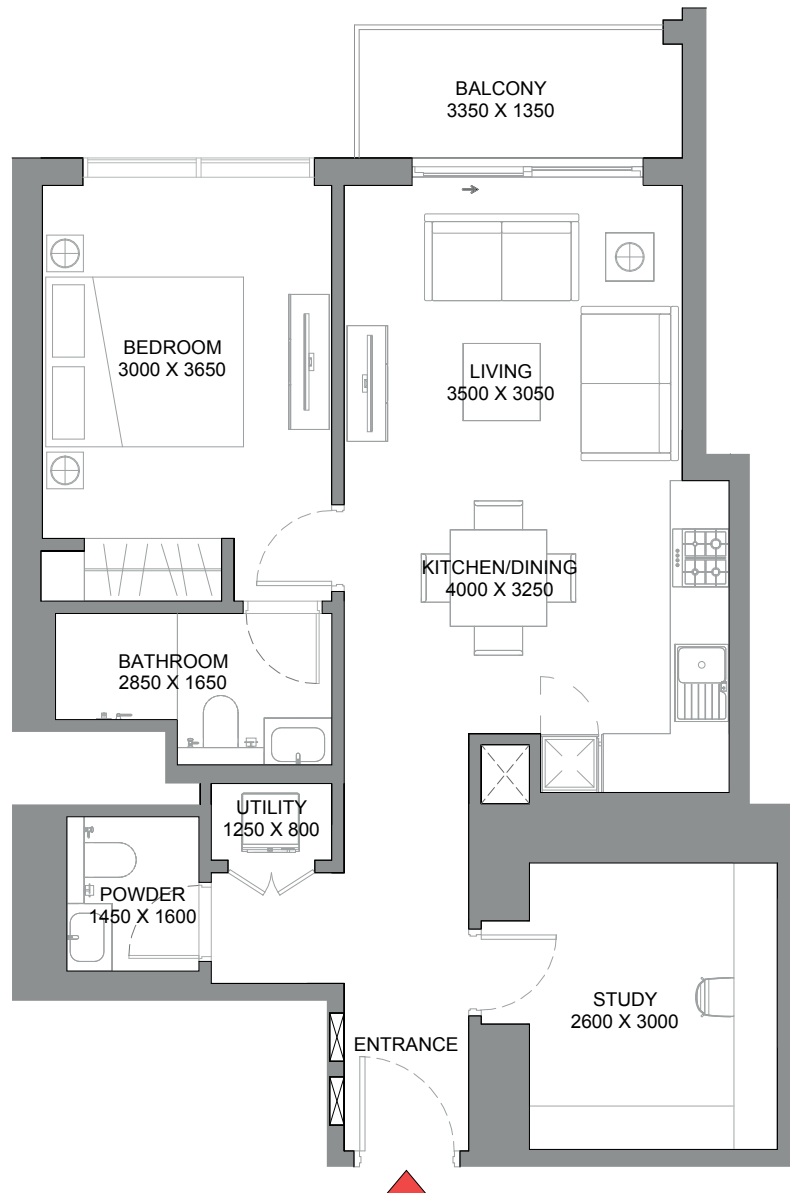 BALCONY
3350 X 1350
BEDROOM
3000 X 3650
LIVING
3500 X 3050
KITCHEN/DINING
4000 X 3250
BATHROOM
2850 X 1650
UTILITY
1250 X 800
POWDER
1450 X 1600
STUDY
2600 X 3000
ENTRANCE